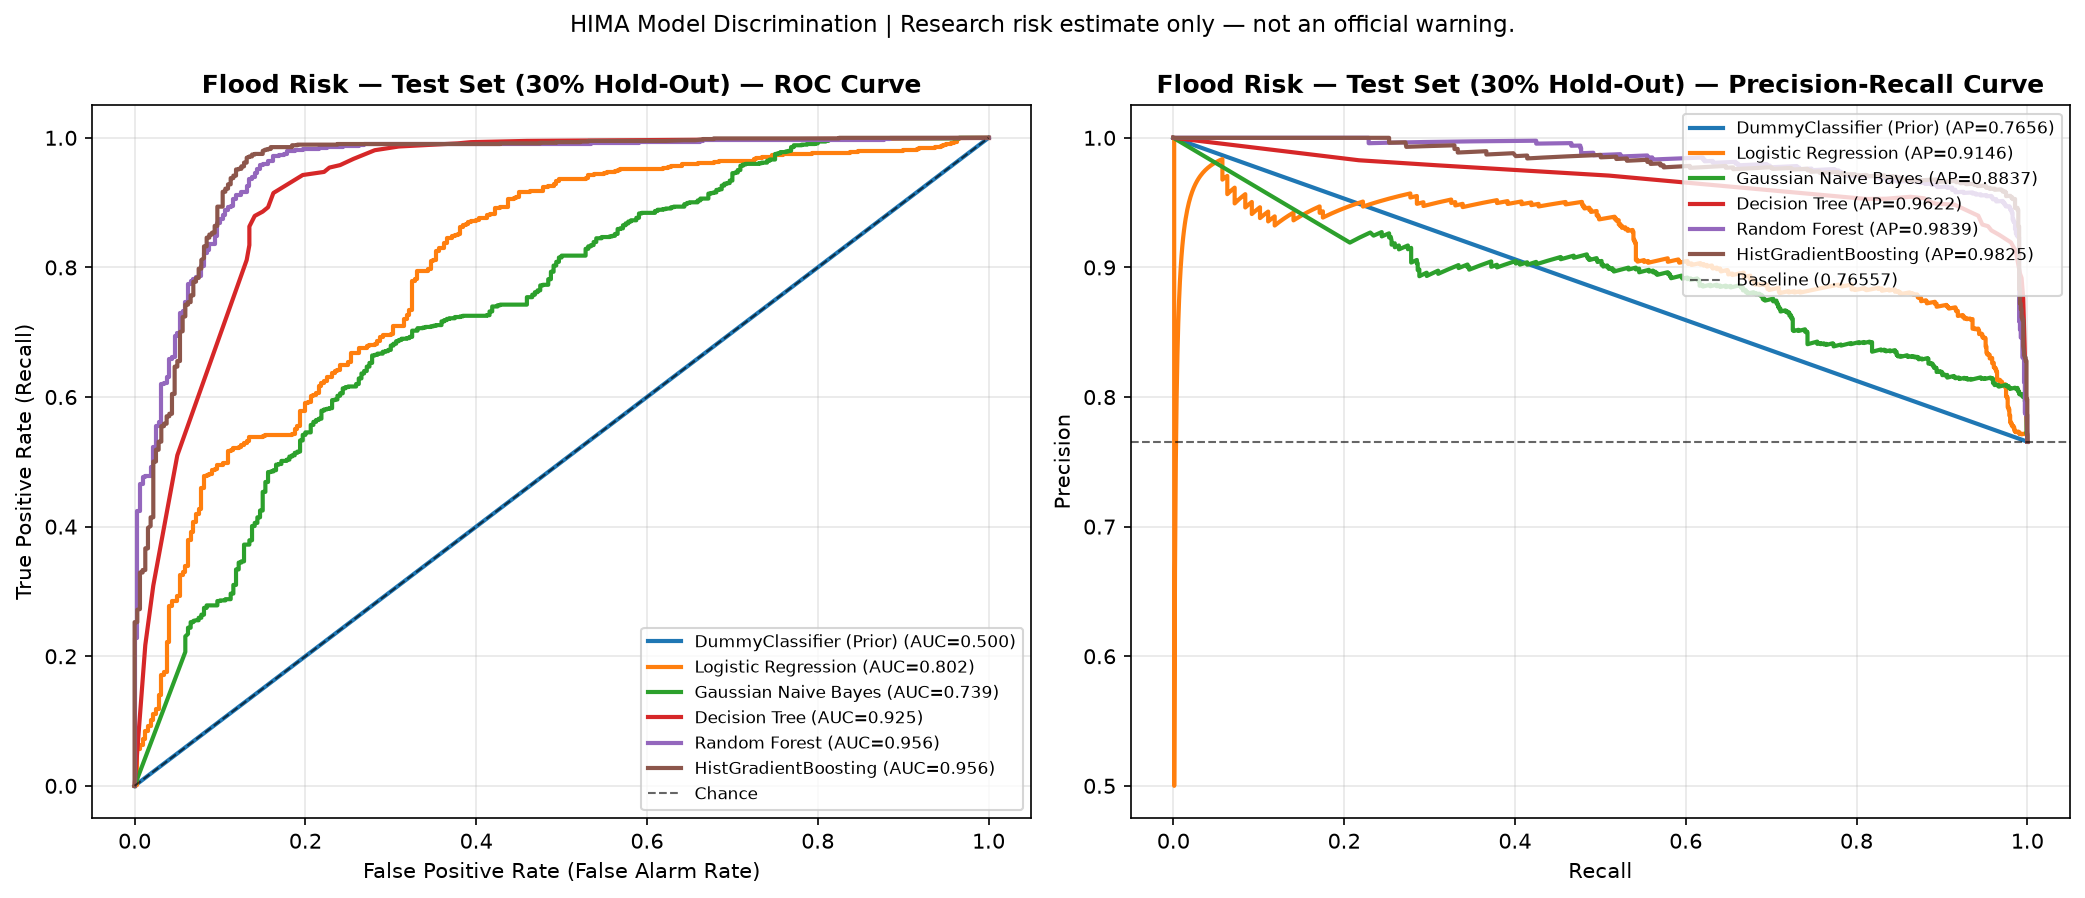 HIMA Model Discrimination | Research risk estimate only — not an official warning.
Flood Risk — Test Set (30% Hold-Out) — ROC Curve
True Positive Rate (Recall)
1.0
0.8
0.6
0.4
0.2
0.0
DummyClassifier (Prior) (AUC=0.500)
Logistic Regression (AUC=0.802)
Gaussian Naive Bayes (AUC=0.739)
Decision Tree (AUC=0.925)
Random Forest (AUC=0.956)
HistGradientBoosting (AUC=0.956)
Chance
0.0 0.2 0.4 0.6 0.8 1.0
False Positive Rate (False Alarm Rate)
Flood Risk — Test Set (30% Hold-Out) — Precision-Recall Curve
Precision
1.0
0.9
0.8
0.7
0.6
0.5
DummyClassifier (Prior) (AP=0.7656)
Logistic Regression (AP=0.9146)
Gaussian Naive Bayes (AP=0.8837)
Decision Tree (AP=0.9622)
Random Forest (AP=0.9839)
HistGradientBoosting (AP=0.9825)
Baseline (0.76557)
0.0 0.2 0.4 0.6 0.8 1.0
Recall